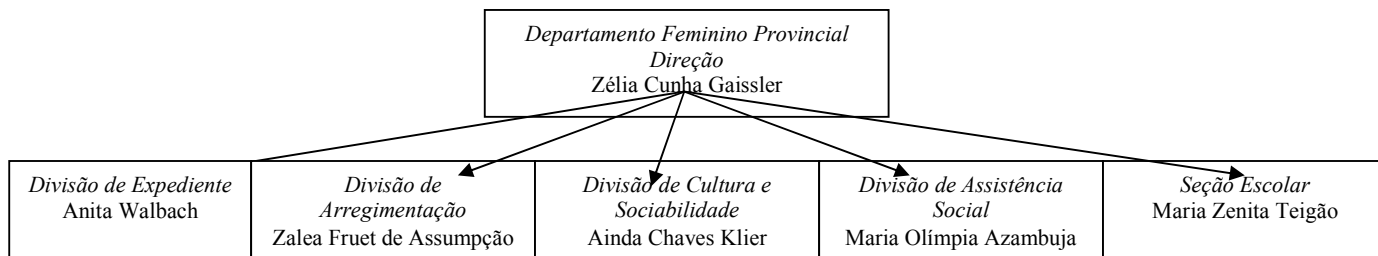 Departamento Feminino Provincial
Direção
Zélia Cunha Gaissler
Divisão de Expediente
Anita Walbach
Divisão de
Arregimentação
Zalea Fruet de Assumpção
Divisão de Cultura e
Sociabilidade
Ainda Chaves Klier
Divisão de Assistência
Social
Maria Olímpia Azambuja
Seção Escolar
Maria Zenita Teigão